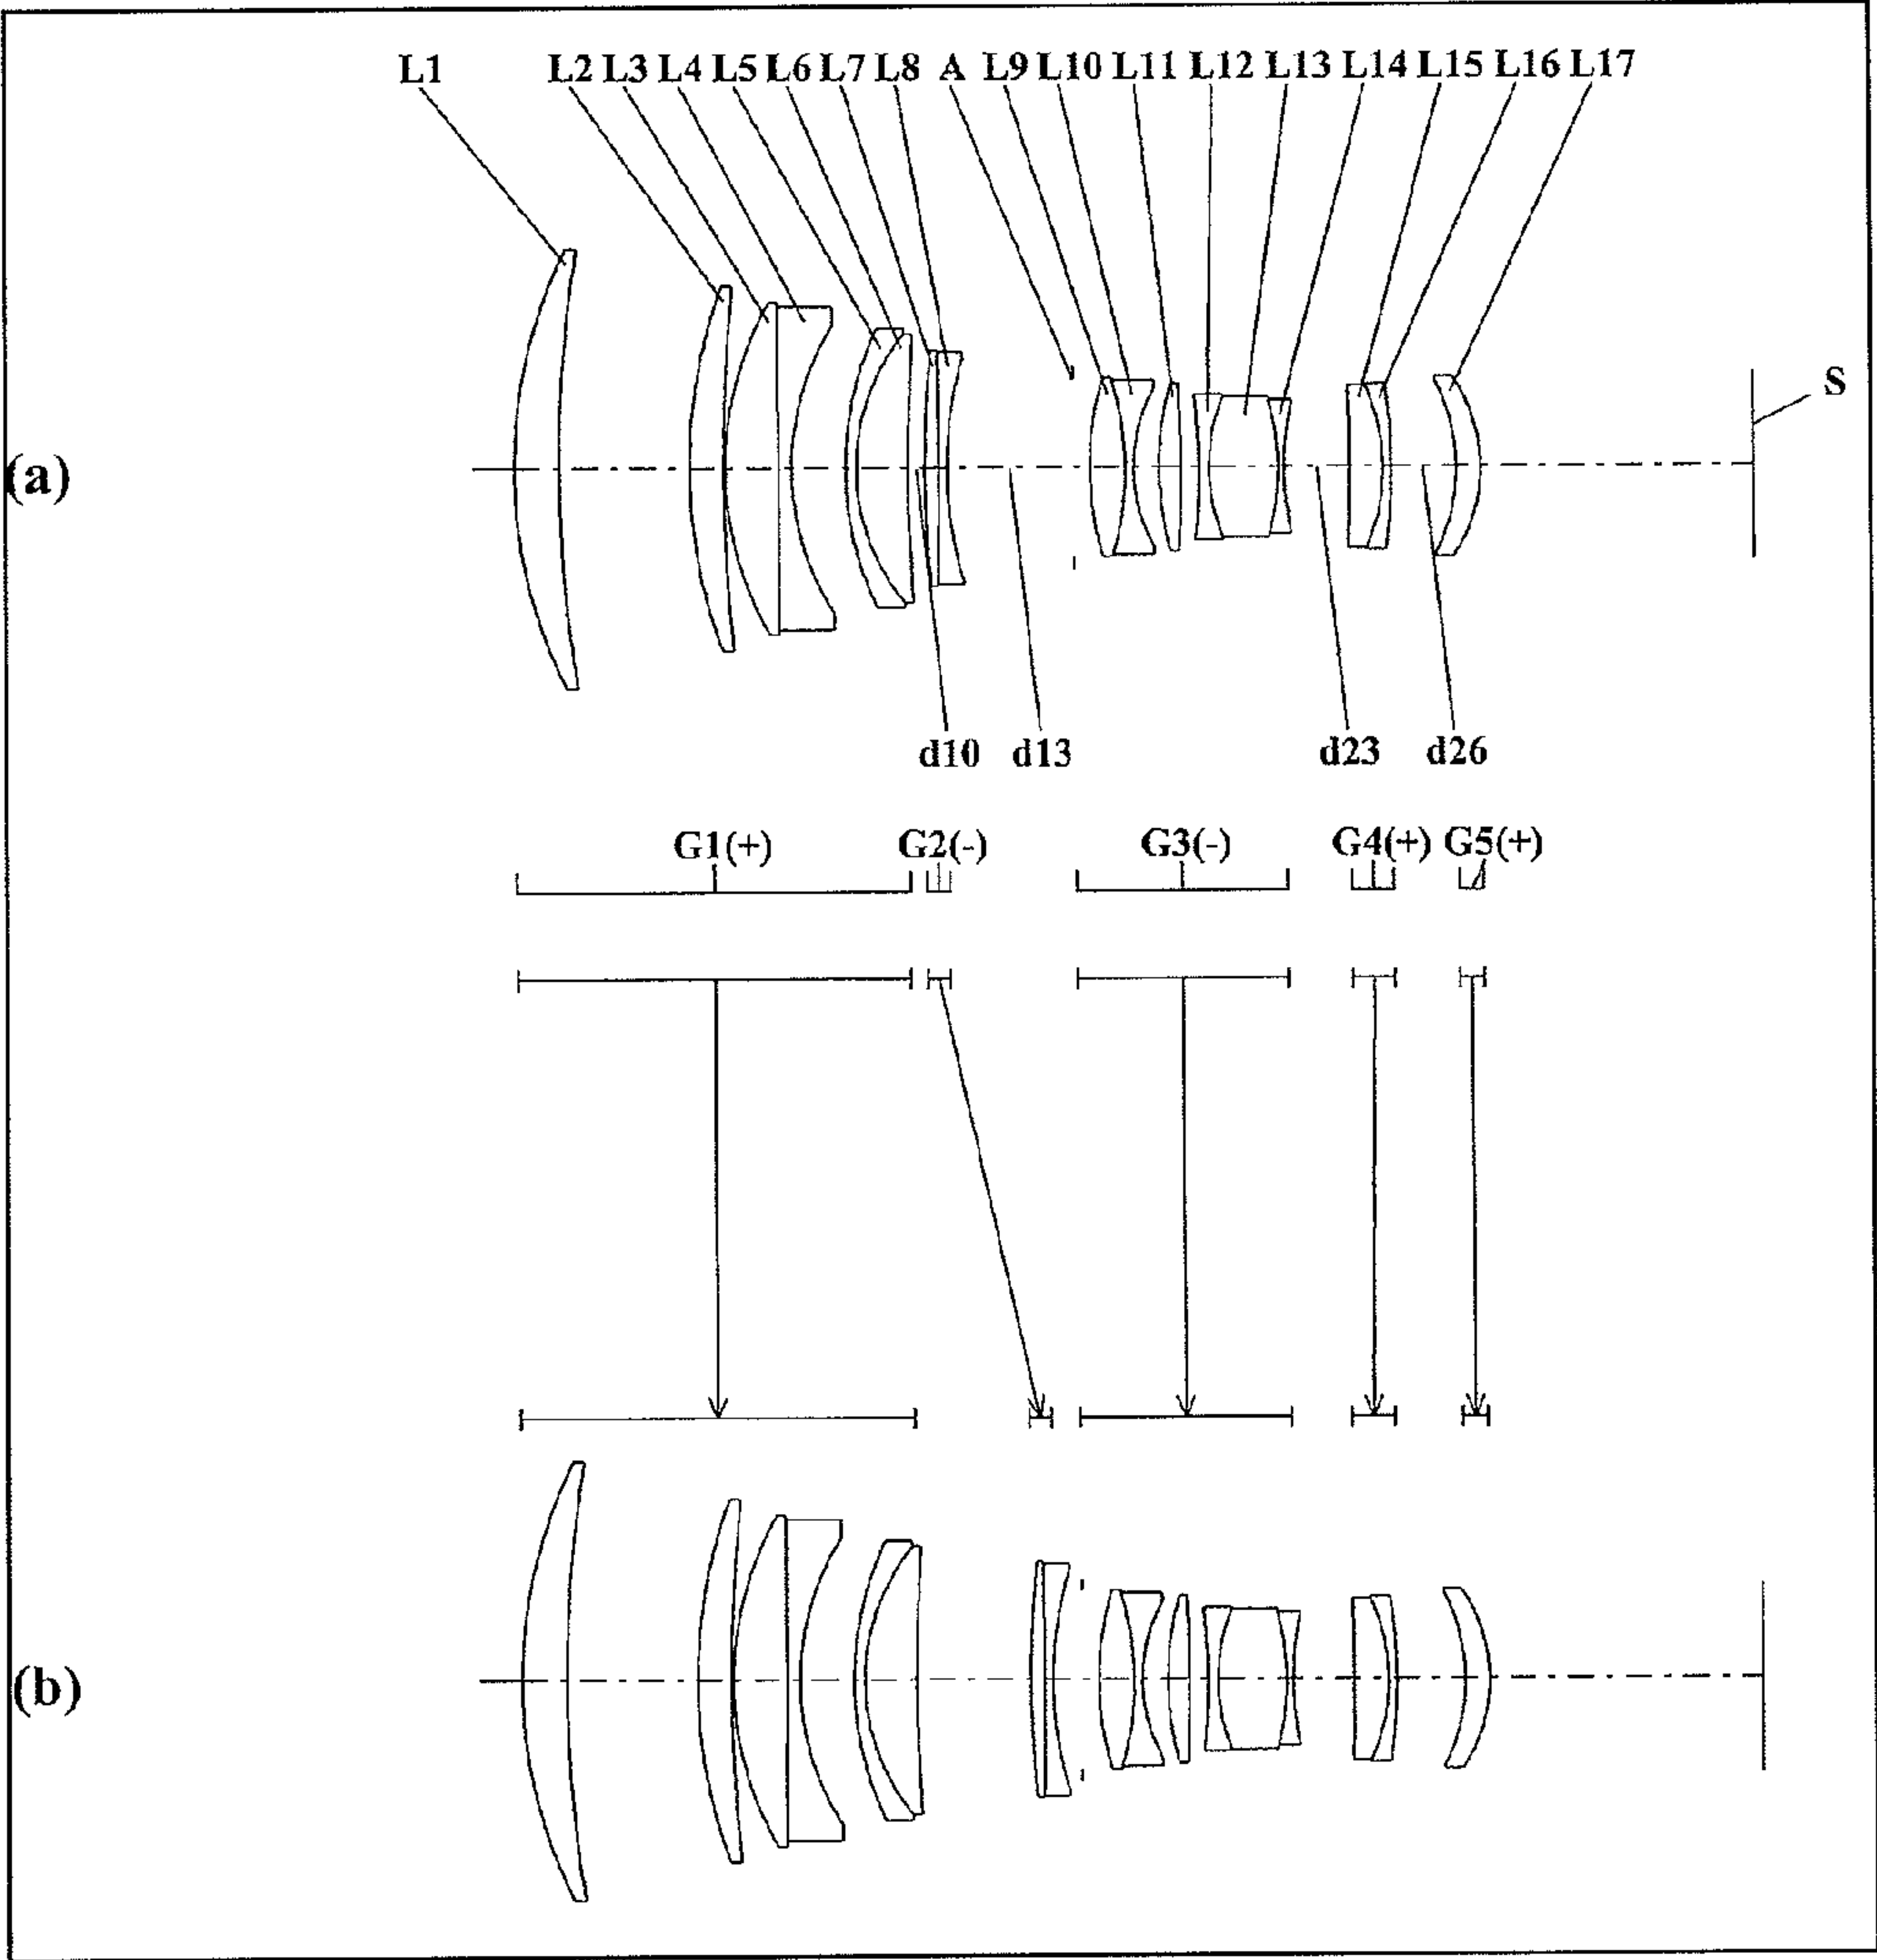 L1 L2 L3 L4 L5 L6 L7 L8 A L9 L10 L11 L12 L13 L14 L15 L16 L17
S
(a)
d10 d13 d23 d26
G1(+) G2(-) G3(-) G4(+) G5(+)
(b)